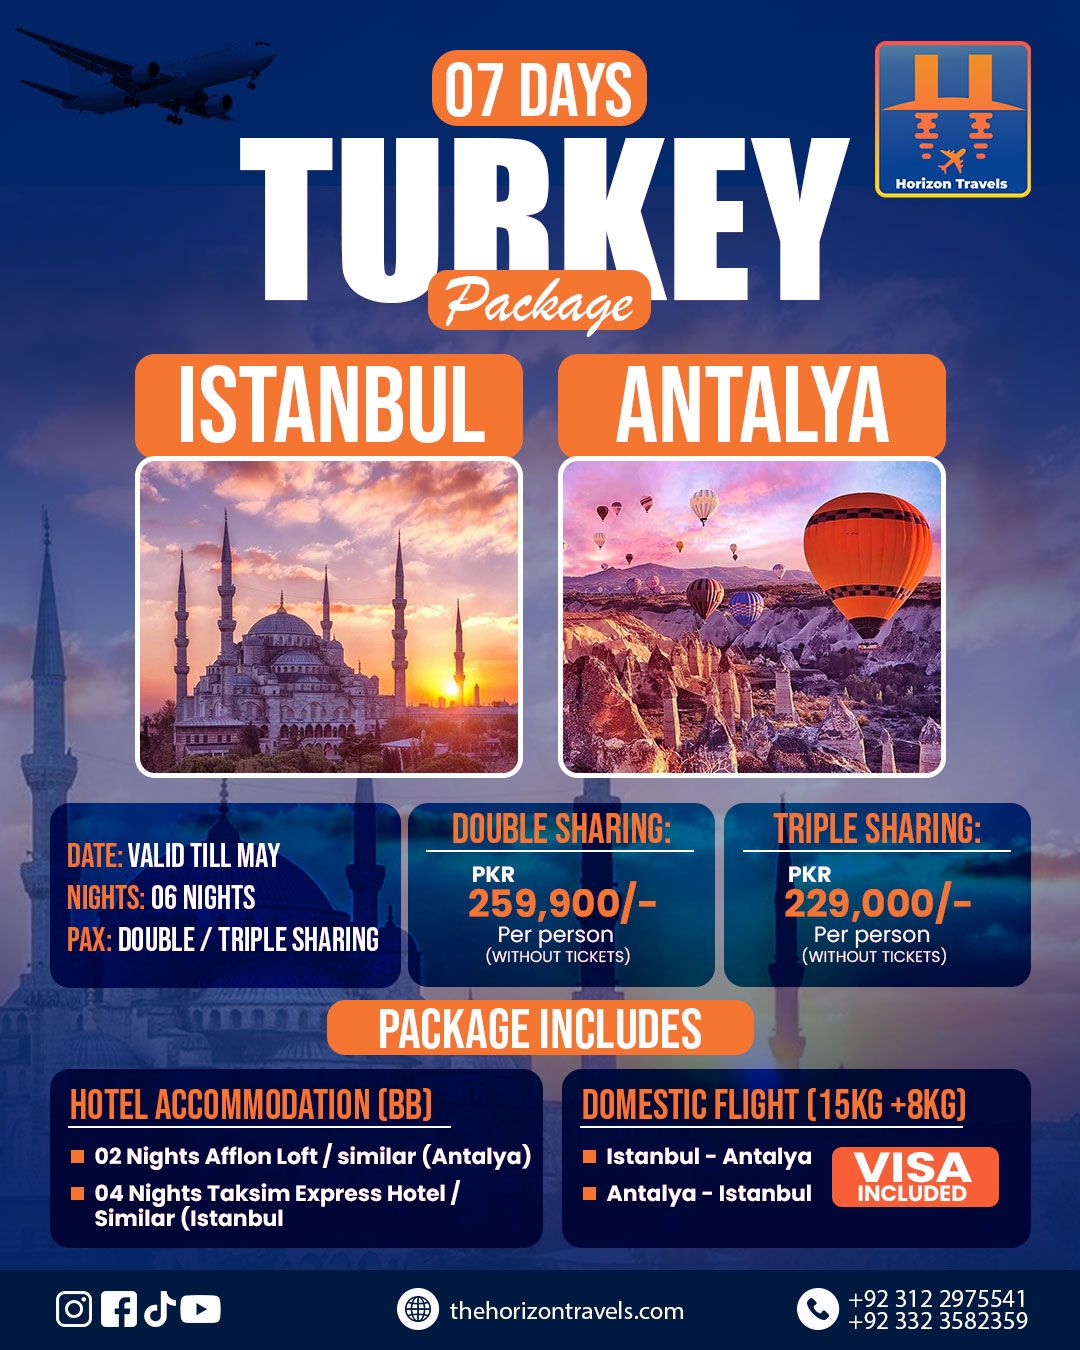 07 DAYS
TURKEY
Package
Horizon Travels
ISTANBUL
ANTALYA
DATE: VALID TILL MAY
NIGHTS: 06 NIGHTS
PAX: DOUBLE / TRIPLE SHARING
DOUBLE SHARING:
PKR
259,900/-
Per person
(WITHOUT TICKETS)
TRIPLE SHARING:
PKR
229,000/-
Per person
(WITHOUT TICKETS)
PACKAGE INCLUDES
HOTEL ACCOMMODATION (BB)
02 Nights Afflon Loft / similar (Antalya)
04 Nights Taksim Express Hotel /
Similar (Istanbul
DOMESTIC FLIGHT (15KG +8KG)
Istanbul - Antalya
Antalya - Istanbul
VISA
INCLUDED
thehorizontravels.com
+92 312 2975541
+92 332 3582359